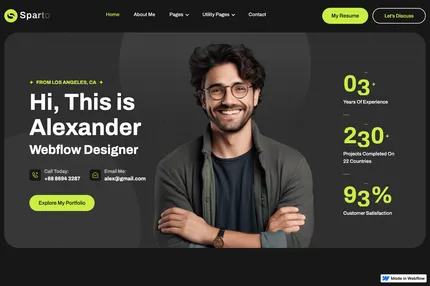 Sparto
Home
About Me
Pages
Utility Pages
Contact
My Resume
Let's Discuss
FROM LOS ANGELES, CA
Hi, This is
Alexander
Webflow Designer
Call Today:
+88 8694 3287
Email Me:
alex@gmail.com
Explore My Portfolio
03+
Years Of Experience
230+
Projects Completed On
22 Countries
93%
Customer Satisfaction
Made in Webflow